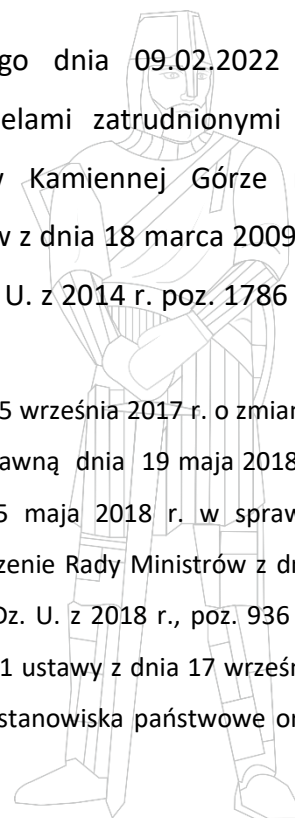 go dnia 09.02.2022
elami zatrudnionymi
Kamiennej Górze
z dnia 18 marca 2009
U. z 2014 r. poz. 1786
5 września 2017 r. o zmian
awną dnia 19 maja 2018
5 maja 2018 r. w spraw
zenie Rady Ministrów z dn
Dz. U. z 2018 r., poz. 936
1 ustawy z dnia 17 wrześn
stanowiska państwowe or